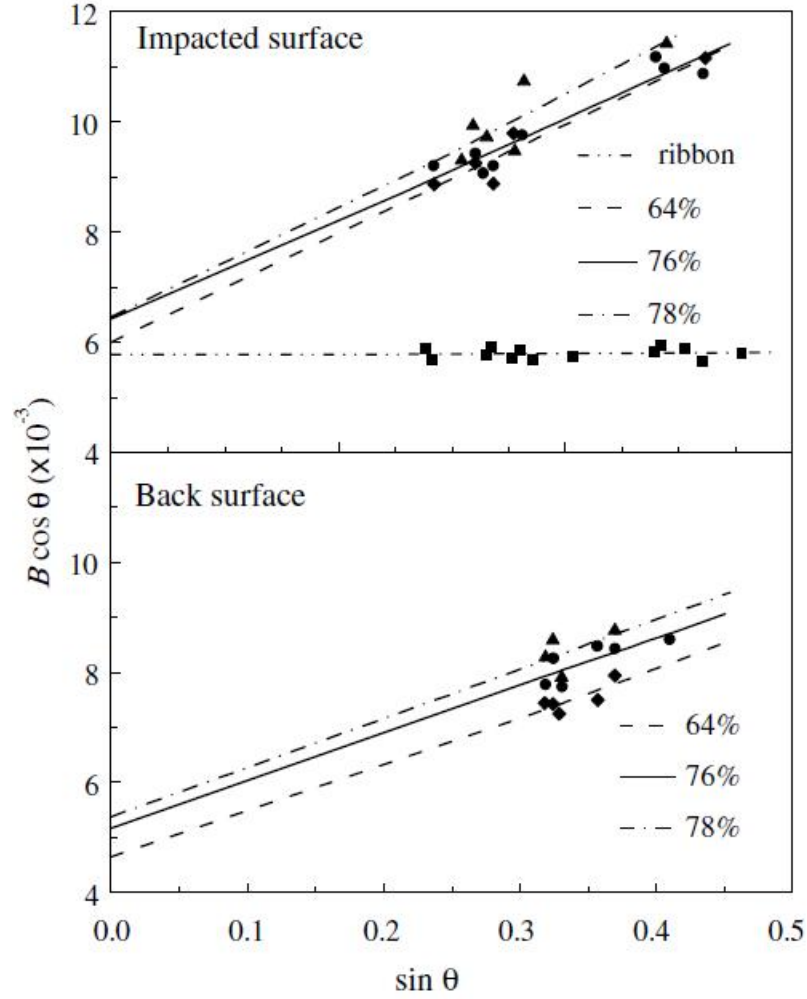 12
Impacted surface
10
ribbon
64%
8
76%
78%
6
4
B cos θ (×10⁻³)
Back surface
10
8
64%
6
76%
78%
4
0.0 0.1 0.2 0.3 0.4 0.5
sin θ